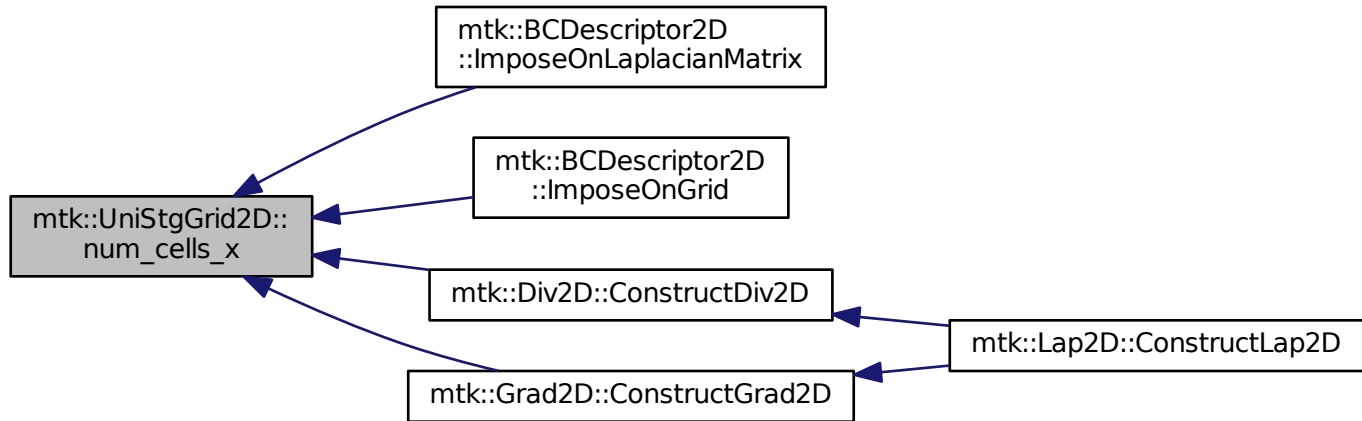 mtk::BCDescriptor2D
::ImposeOnLaplacianMatrix
mtk::BCDescriptor2D
::ImposeOnGrid
mtk::UniStgGrid2D::
num_cells_x
mtk::Div2D::ConstructDiv2D
mtk::Lap2D::ConstructLap2D
mtk::Grad2D::ConstructGrad2D